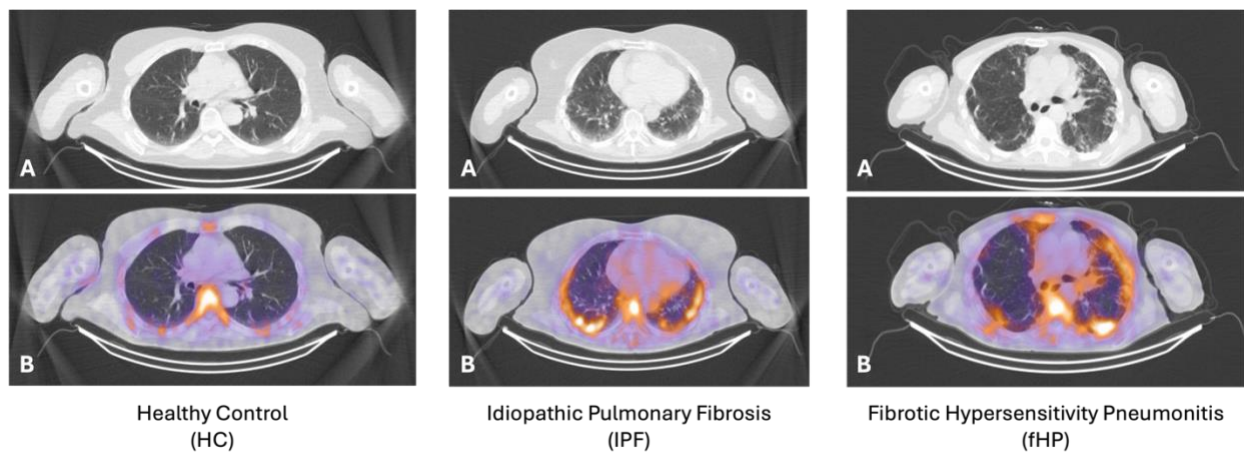 A
A
A
B
B
B
Healthy Control
(HC)
Idiopathic Pulmonary Fibrosis
(IPF)
Fibrotic Hypersensitivity Pneumonitis
(fHP)